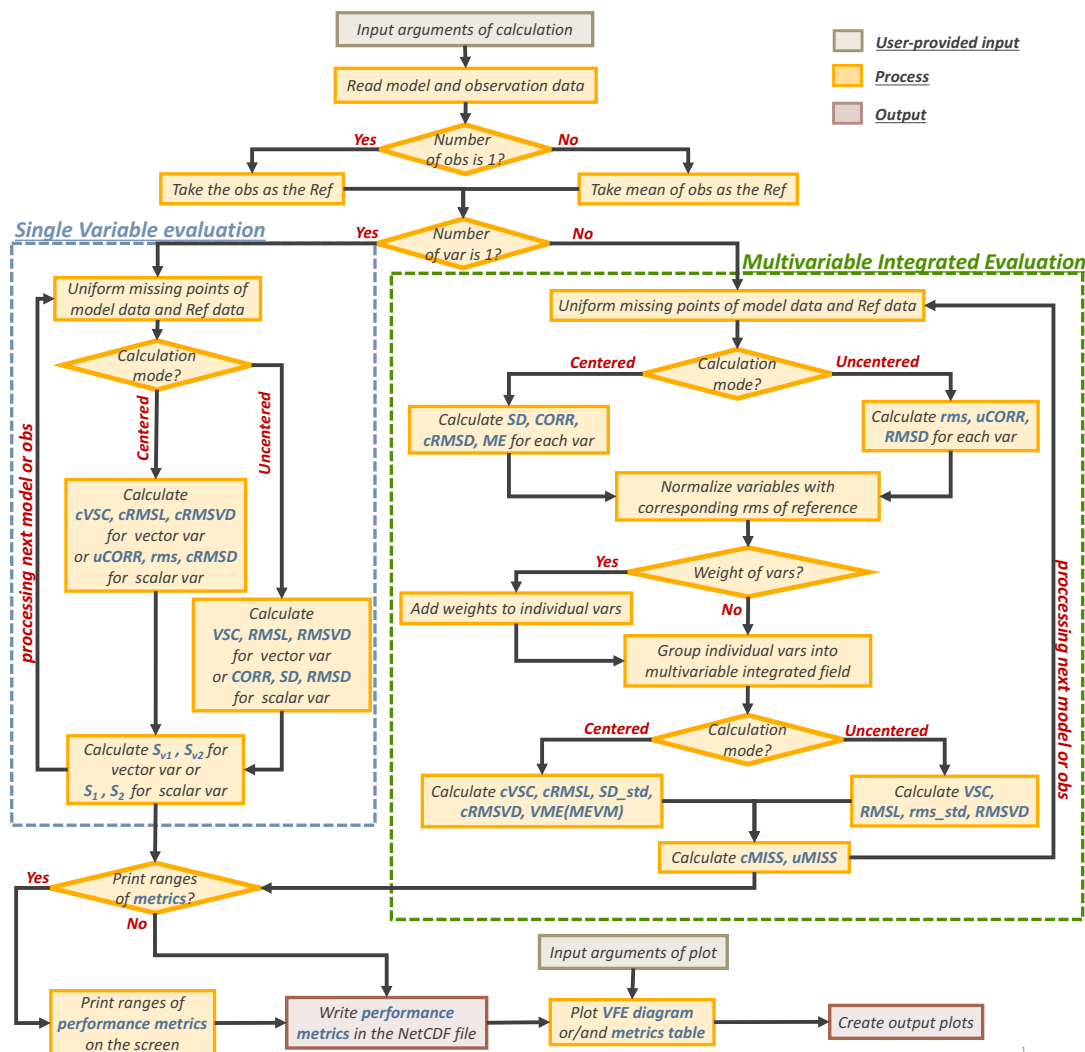 Input arguments of calculation
User-provided input
Process
Output
Read model and observation data
Yes
Number
of obs is 1?
No
Take the obs as the Ref
Take mean of obs as the Ref
Single Variable evaluation
Yes
Number
of var is 1?
No
Multivariable Integrated Evaluation
Uniform missing points of
model data and Ref data
Calculation
mode?
Centered
Uncentered
Calculate
cVSC, cRMSL, cRMSVD
for vector var
or uCORR, rms, cRMSD
for scalar var
Calculate
VSC, RMSL, RMSVD
for vector var
or CORR, SD, RMSD
for scalar var
proccessing next model or obs
Calculate Sv1 , Sv2 for
vector var or
S1 , S2 for scalar var
Uniform missing points of model data and Ref data
Centered
Calculation
mode?
Uncentered
Calculate SD, CORR,
cRMSD, ME for each var
Calculate rms, uCORR,
RMSD for each var
Normalize variables with
corresponding rms of reference
Yes
Weight of vars?
No
Add weights to individual vars
Group individual vars into
multivariable integrated field
Centered
Calculation
mode?
Uncentered
Calculate cVSC, cRMSL, SD_std,
cRMSVD, VME(MEVM)
Calculate VSC,
RMSL, rms_std, RMSVD
Calculate cMISS, uMISS
proccessing next model or obs
Yes
Print ranges
of metrics?
No
Input arguments of plot
Print ranges of
performance metrics
on the screen
Write performance
metrics in the NetCDF file
Plot VFE diagram
or/and metrics table
Create output plots
1